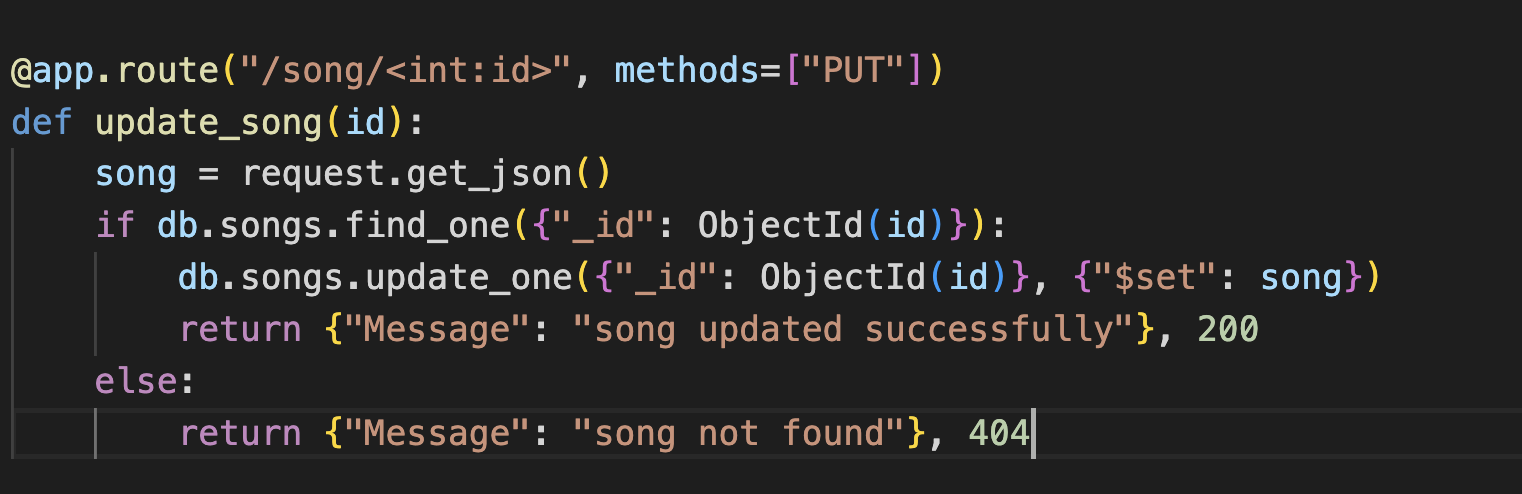 @app.route("/song/<int:id>", methods=["PUT"])
def update_song(id):
    song = request.get_json()
    if db.songs.find_one({"_id": ObjectId(id)}):
        db.songs.update_one({"_id": ObjectId(id)}, {"$set": song})
        return {"Message": "song updated successfully"}, 200
    else:
        return {"Message": "song not found"}, 404